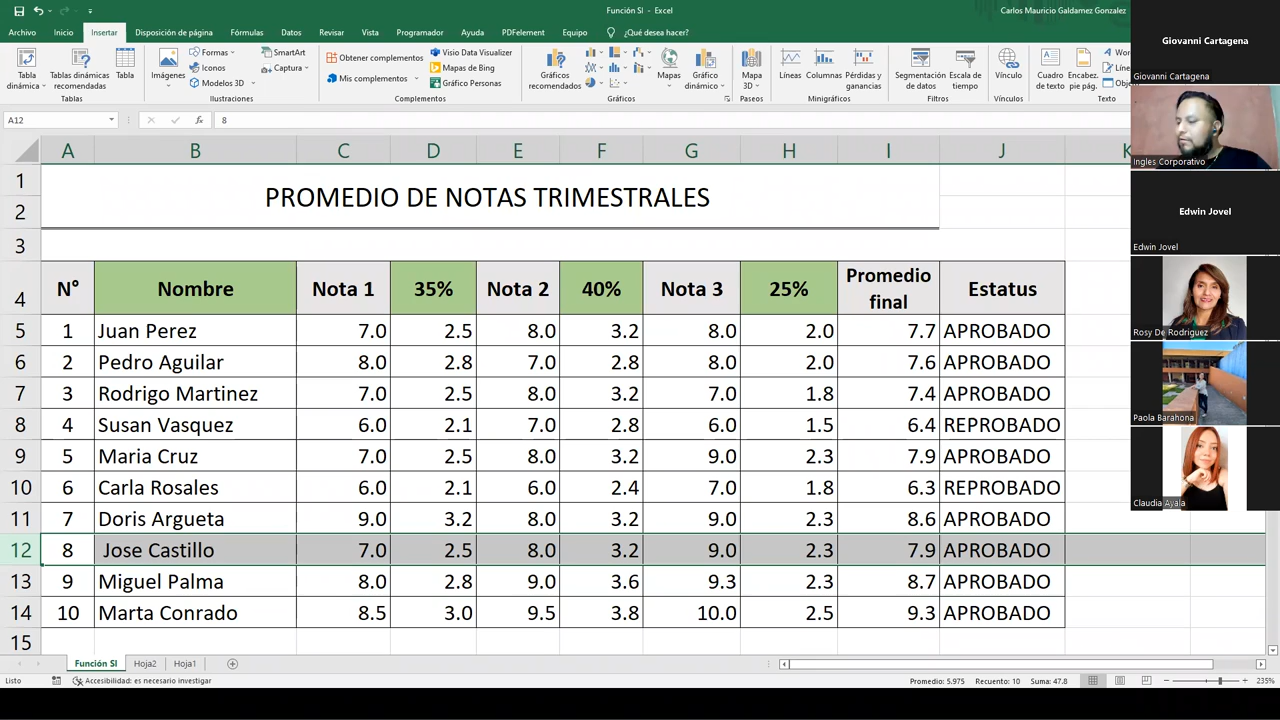 Función SI - Excel
Carlos Mauricio Galdamez Gonzalez
Archivo Inicio Insertar Disposición de página Fórmulas Datos Revisar Vista Programador Ayuda PDFelement Equipo ¿Qué desea hacer?
Tabla dinámica
Tablas dinámicas recomendadas
Tabla
Tablas
Imágenes
Formas
Iconos
Modelos 3D
SmartArt
Captura
Ilustraciones
Obtener complementos
Mis complementos
Visio Data Visualizer
Mapas de Bing
Gráfico Personas
Complementos
Gráficos recomendados
Mapas
Gráfico dinámico
Gráficos
Mapa 3D
Paseos
Líneas
Columnas
Pérdidas y ganancias
Minigráficos
Segmentación de datos
Escala de tiempo
Filtros
Vínculo
Vínculos
Cuadro de texto
Encabez. pie pág.
Texto
A12
fx
8
A B C D E F G H I J
1
2
PROMEDIO DE NOTAS TRIMESTRALES
3
4 N° Nombre Nota 1 35% Nota 2 40% Nota 3 25% Promedio final Estatus
5 1 Juan Perez 7.0 2.5 8.0 3.2 8.0 2.0 7.7 APROBADO
6 2 Pedro Aguilar 8.0 2.8 7.0 2.8 8.0 2.0 7.6 APROBADO
7 3 Rodrigo Martinez 7.0 2.5 8.0 3.2 7.0 1.8 7.4 APROBADO
8 4 Susan Vasquez 6.0 2.1 7.0 2.8 6.0 1.5 6.4 REPROBADO
9 5 Maria Cruz 7.0 2.5 8.0 3.2 9.0 2.3 7.9 APROBADO
10 6 Carla Rosales 6.0 2.1 6.0 2.4 7.0 1.8 6.3 REPROBADO
11 7 Doris Argueta 9.0 3.2 8.0 3.2 9.0 2.3 8.6 APROBADO
12 8 Jose Castillo 7.0 2.5 8.0 3.2 9.0 2.3 7.9 APROBADO
13 9 Miguel Palma 8.0 2.8 9.0 3.6 9.3 2.3 8.7 APROBADO
14 10 Marta Conrado 8.5 3.0 9.5 3.8 10.0 2.5 9.3 APROBADO
15
Función SI Hoja2 Hoja1
Listo
Accesibilidad: es necesario investigar
Promedio: 5.975 Recuento: 10 Suma: 47.8
235%
Giovanni Cartagena
Giovanni Cartagena
Ingles Corporativo
Edwin Jovel
Edwin Jovel
Rosy De Rodriguez
Paola Barahona
Claudia Ayala